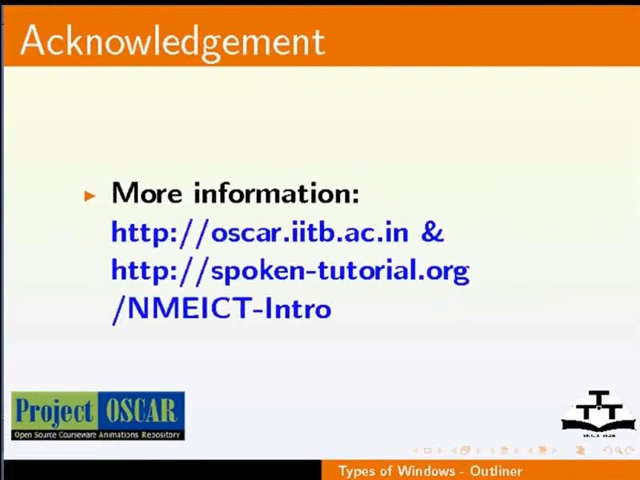 Acknowledgement
More information:
http://oscar.iitb.ac.in &
http://spoken-tutorial.org
/NMEICT-Intro
Project OSCAR
Open Source Courseware Animations Repository
Types of Windows - Outliner